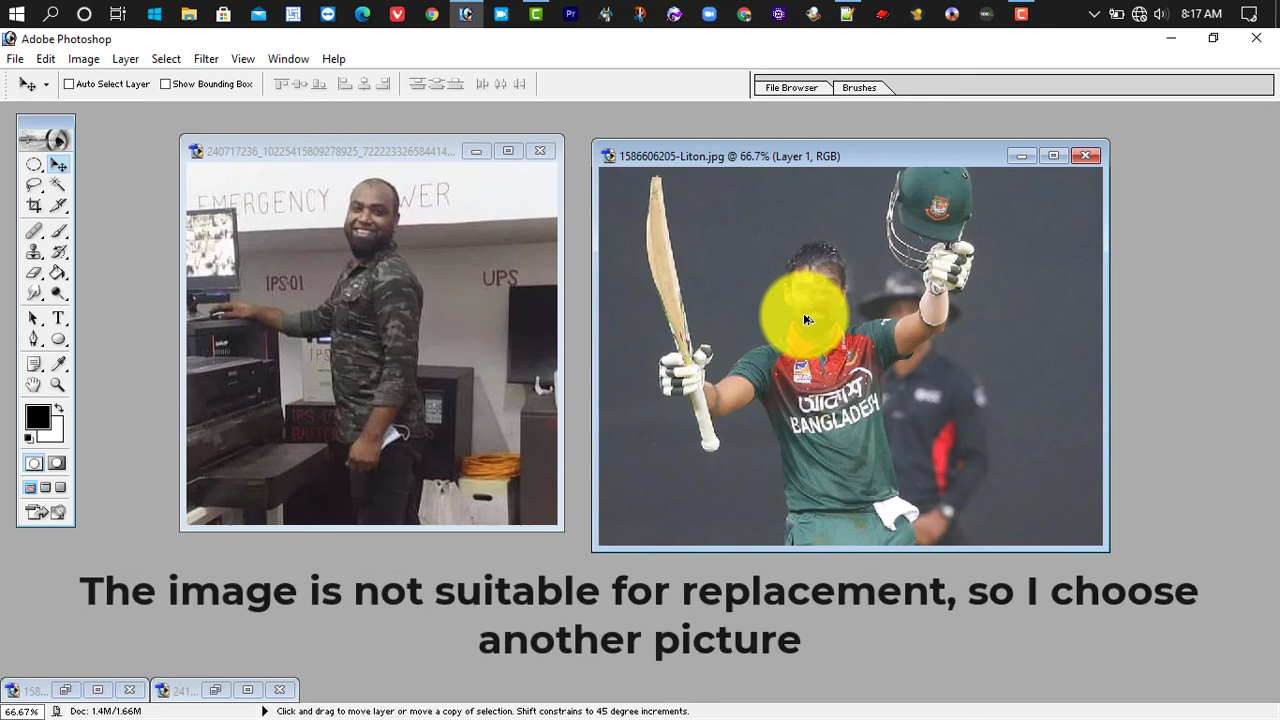 8:17 AM
Adobe Photoshop
File Edit Image Layer Select Filter View Window Help
Auto Select Layer Show Bounding Box File Browser Brushes
240717236_10225415809278925_722223326584414...
1586606205-Liton.jpg @ 66.7% (Layer 1, RGB)
EMERGENCY WER
IPS-01
UPS
BANGLADESH
The image is not suitable for replacement, so I choose
another picture
158...
241...
66.67% Doc: 1.4M/1.66M Click and drag to move layer or move a copy of selection. Shift constrains to 45 degree increments.